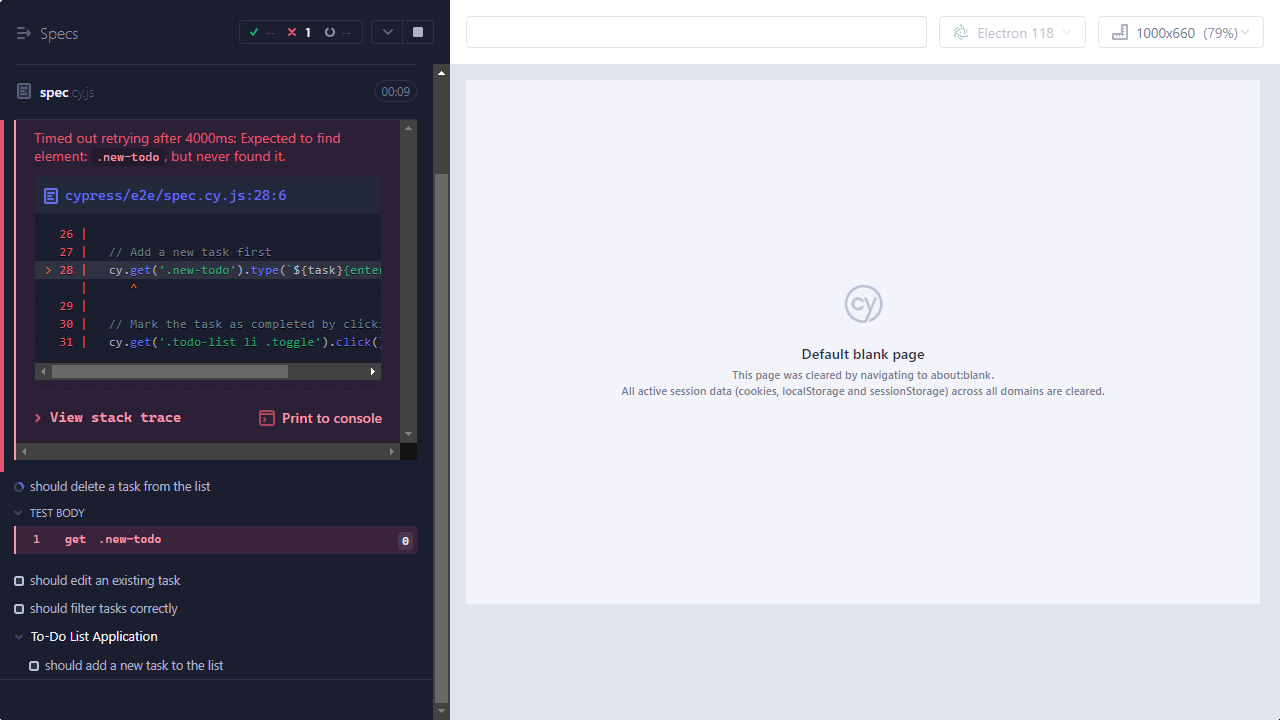 Specs
-- 1 --
Electron 118
1000x660 (79%)
spec.cy.js
00:09
Timed out retrying after 4000ms: Expected to find
element: .new-todo, but never found it.
cypress/e2e/spec.cy.js:28:6
26 |
27 | // Add a new task first
> 28 | cy.get('.new-todo').type(`${task}{enter
| ^
29 |
30 | // Mark the task as completed by click
31 | cy.get('.todo-list li .toggle').click(
View stack trace
Print to console
should delete a task from the list
TEST BODY
1 get .new-todo 0
should edit an existing task
should filter tasks correctly
To-Do List Application
should add a new task to the list
cy
Default blank page
This page was cleared by navigating to about:blank.
All active session data (cookies, localStorage and sessionStorage) across all domains are cleared.